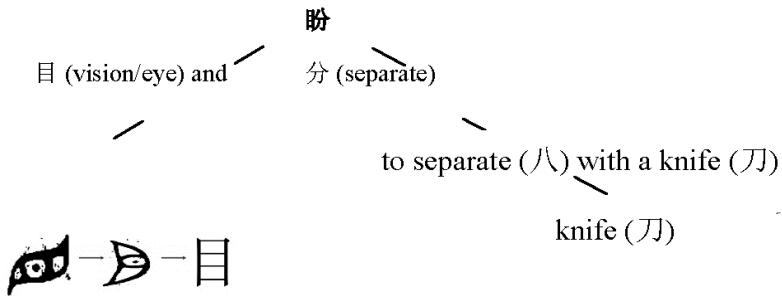 盼
目 (vision/eye) and 分 (separate)
to separate (八) with a knife (刀)
knife (刀)
→ → 目